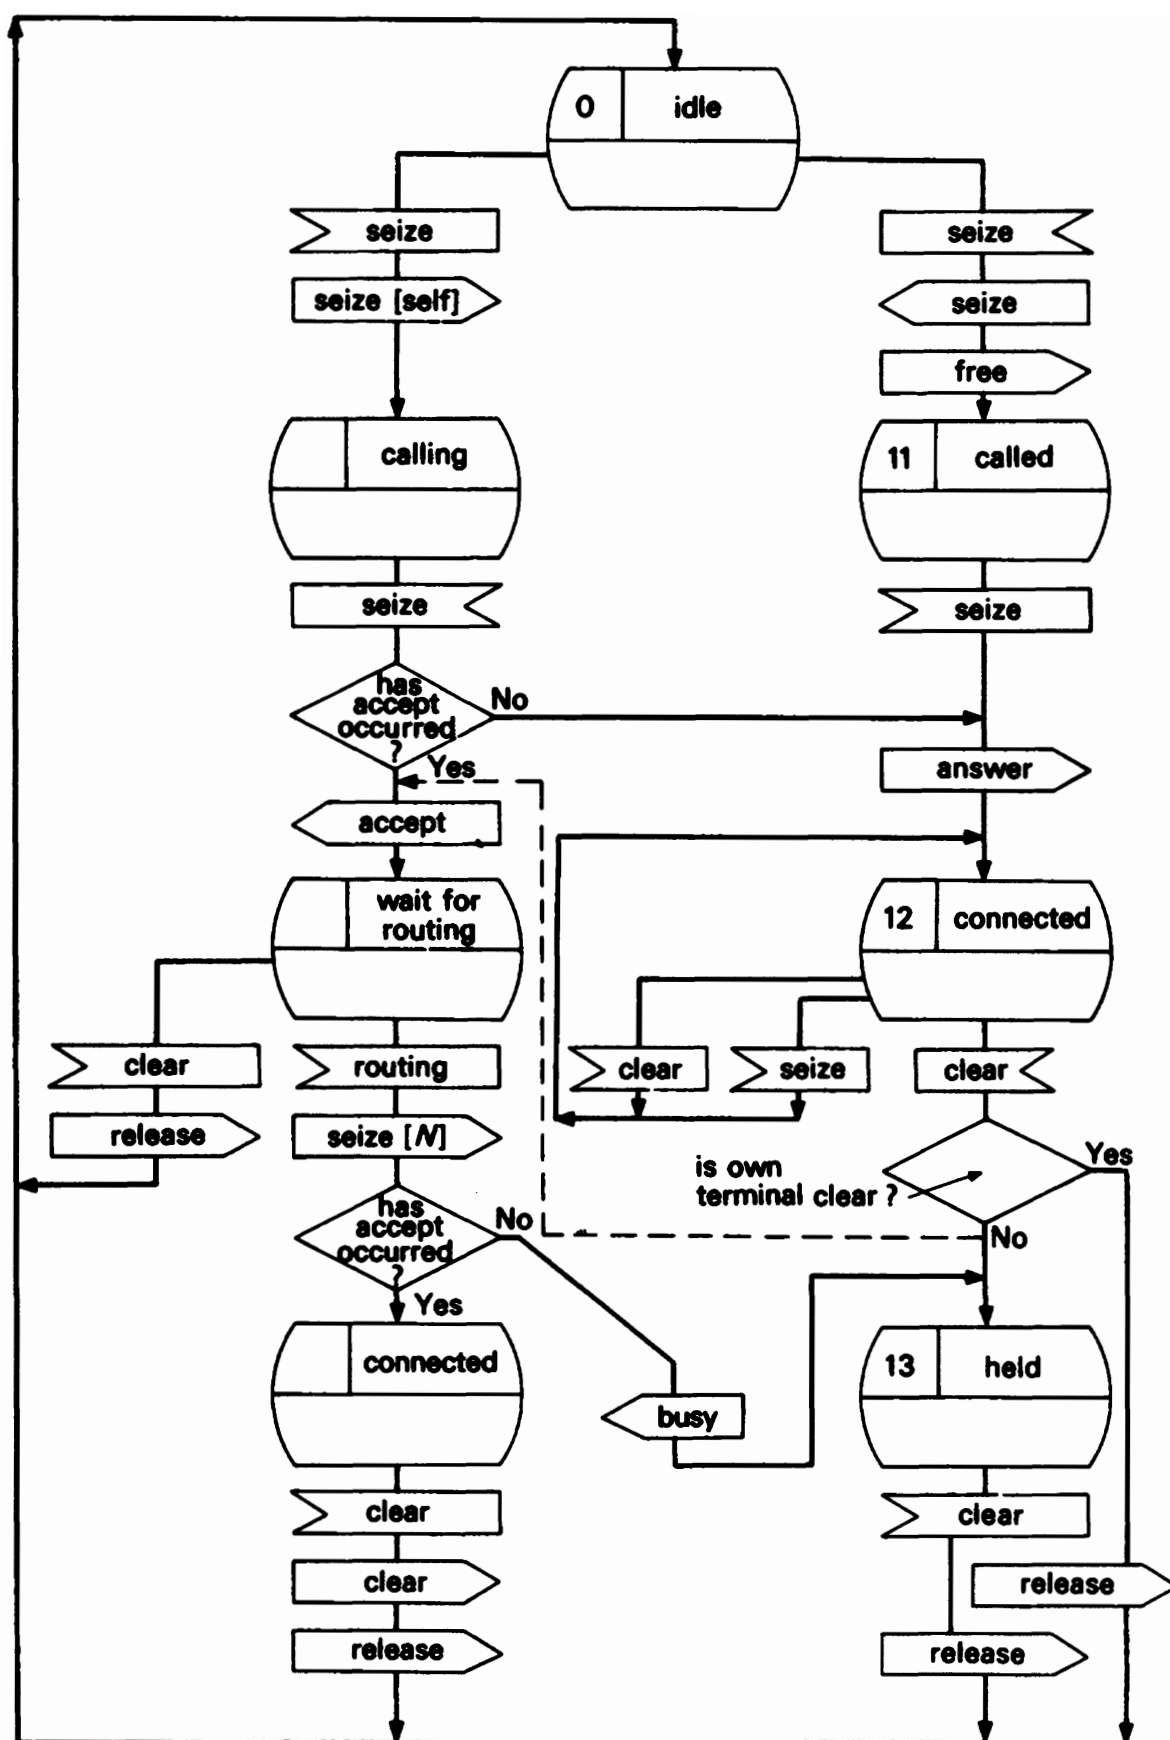 0
idle
seize
seize
seize [self]
seize
free
calling
11
called
seize
seize
has
accept
occurred
?
No
Yes
answer
accept
wait for
routing
12
connected
clear
routing
clear
seize
clear
release
seize [N]
is own
terminal clear ?
Yes
has
accept
occurred
?
No
No
Yes
connected
13
held
busy
clear
clear
clear
release
release
release